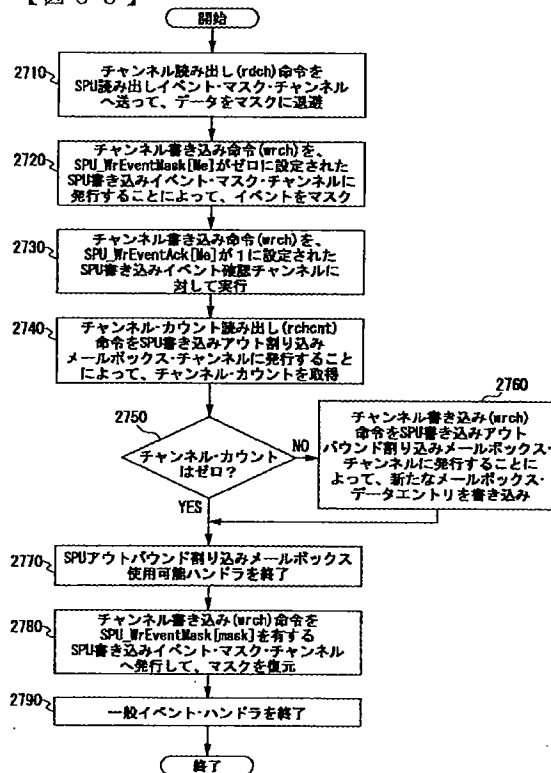 開始
2710
チャンネル読み出し(rdch)命令を
SPU読み出しイベント・マスク・チャンネル
へ送って、データをマスクに退避
2720
チャンネル書き込み命令(wrch)を、
SPU_WrEventMask[Me]がゼロに設定された
SPU書き込みイベント・マスク・チャンネルに
発行することによって、イベントをマスク
2730
チャンネル書き込み命令(wrch)を、
SPU_WrEventAck[Me]が1に設定された
SPU書き込みイベント確認チャンネルに
対して実行
2740
チャンネル・カウント読み出し(rchcnt)
命令をSPU書き込みアウト割り込み
メールボックス・チャンネルに発行すること
によって、チャンネル・カウントを取得
2750
チャンネル・カウント
はゼロ?
NO
YES
2760
チャンネル書き込み(wrch)
命令をSPU書き込みアウト
バウンド割り込みメールボックス・
チャンネルに発行することに
よって、新たなメールボックス・
データエントリを書き込み
2770
SPUアウトバウンド割り込みメールボックス
使用可能ハンドラを終了
2780
チャンネル書き込み(wrch)命令を
SPU_WrEventMask[mask]を有する
SPU書き込みイベント・マスク・チャンネル
へ発行して、マスクを復元
2790
一般イベント・ハンドラを終了
終了